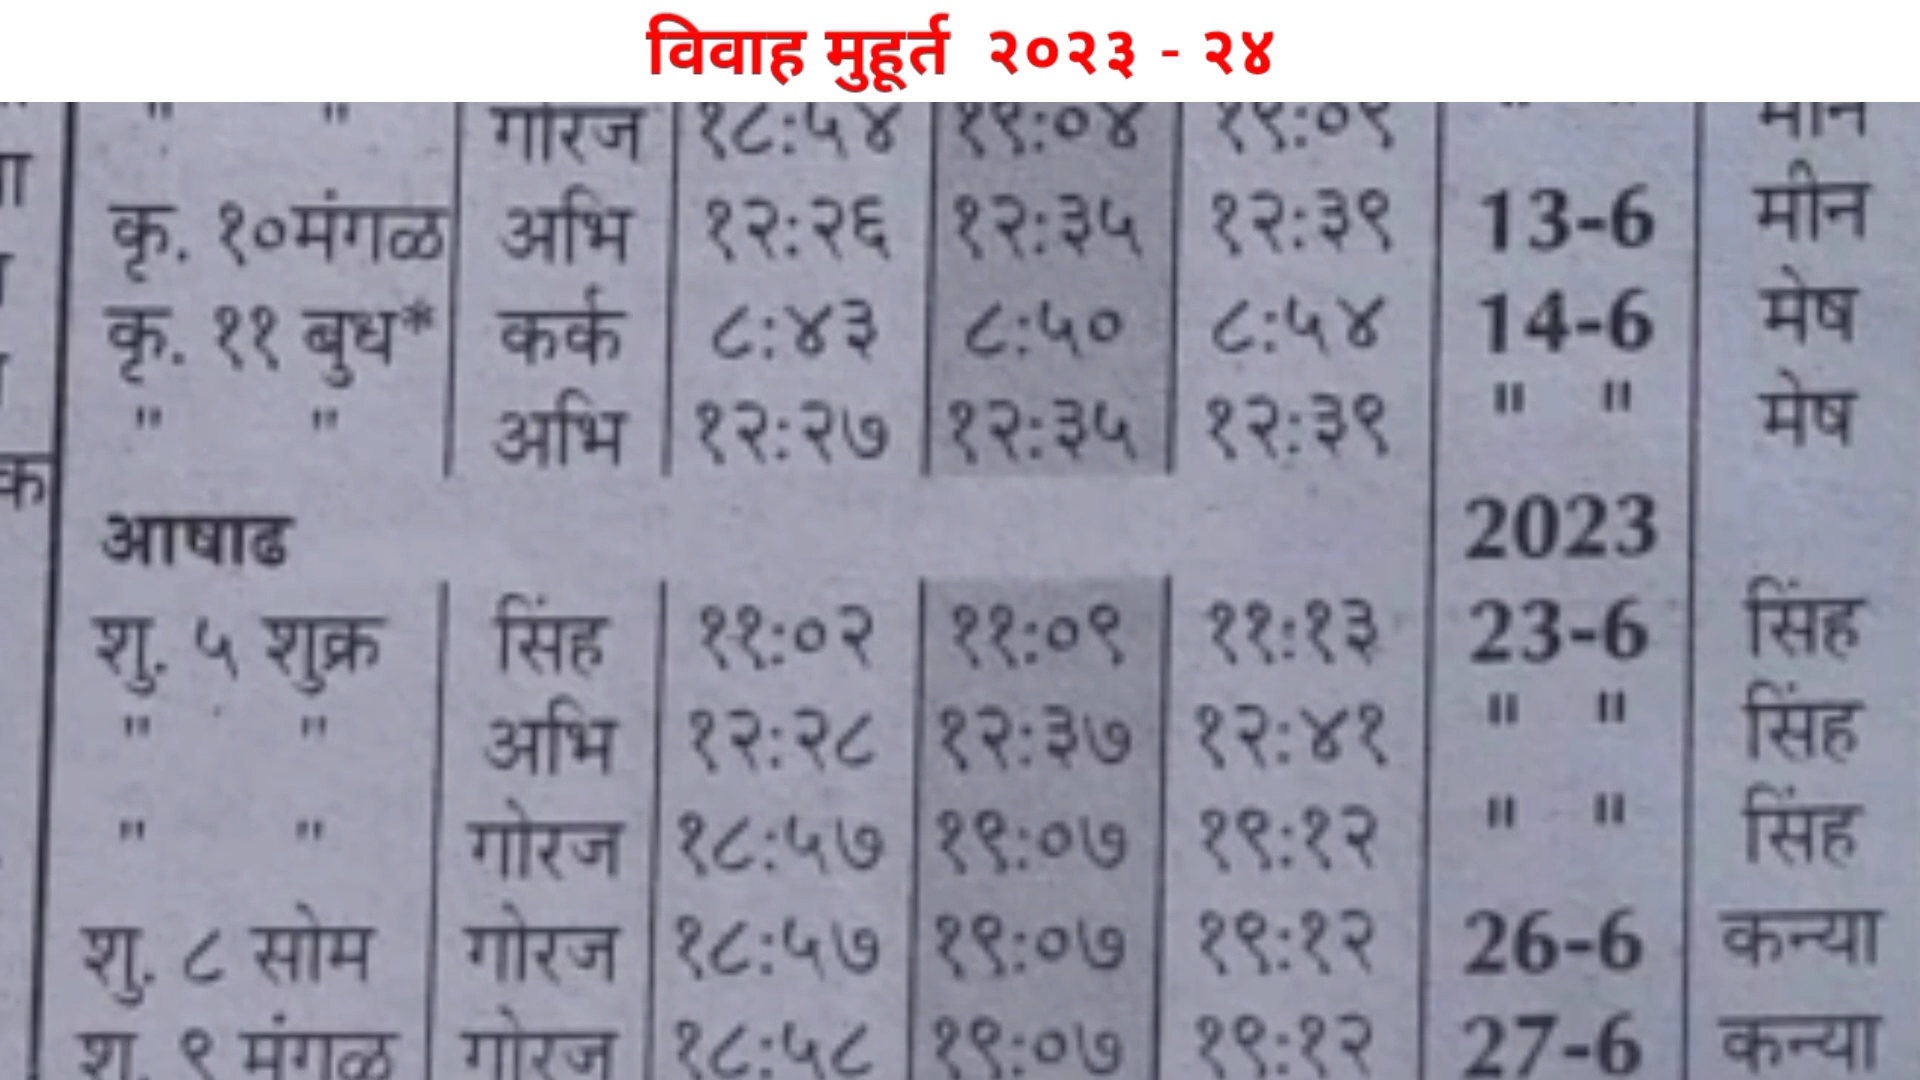 विवाह मुहूर्त २०२३ - २४
" " गोरज १८:५४ १९:०४ १९:०९ " " मीन
कृ. १० मंगळ अभि १२:२६ १२:३५ १२:३९ 13-6 मीन
कृ. ११ बुध* कर्क ८:४३ ८:५० ८:५४ 14-6 मेष
" " अभि १२:२७ १२:३५ १२:३९ " " मेष
आषाढ 2023
शु. ५ शुक्र सिंह ११:०२ ११:०९ ११:१३ 23-6 सिंह
" " अभि १२:२८ १२:३७ १२:४१ " " सिंह
" " गोरज १८:५७ १९:०७ १९:१२ " " सिंह
शु. ८ सोम गोरज १८:५७ १९:०७ १९:१२ 26-6 कन्या
शु. ९ मंगळ गोरज १८:५८ १९:०७ १९:१२ 27-6 कन्या